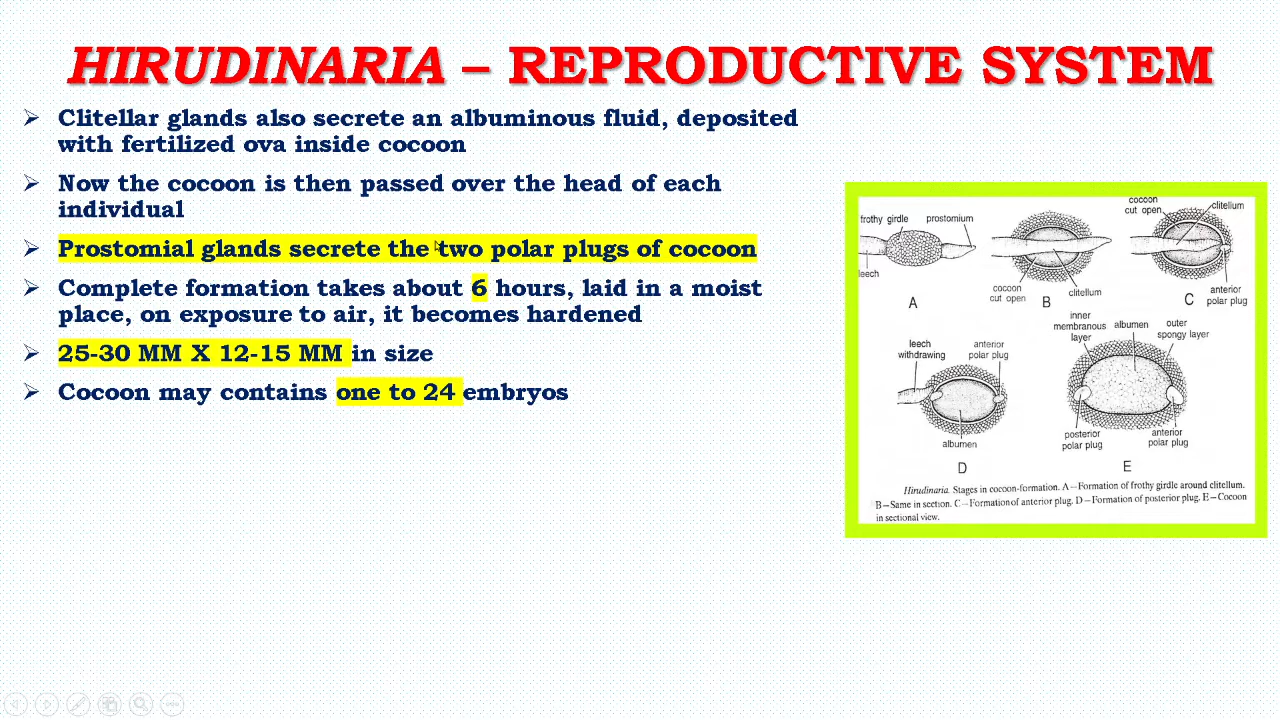 HIRUDINARIA – REPRODUCTIVE SYSTEM
➢ Clitellar glands also secrete an albuminous fluid, deposited
with fertilized ova inside cocoon
➢ Now the cocoon is then passed over the head of each
individual
➢ Prostomial glands secrete the two polar plugs of cocoon
➢ Complete formation takes about 6 hours, laid in a moist
place, on exposure to air, it becomes hardened
➢ 25-30 MM X 12-15 MM in size
➢ Cocoon may contains one to 24 embryos
frothy girdle
prostomium
leech
A
cocoon
cut open
clitellum
B
cocoon
cut open
clitellum
anterior
polar plug
C
leech
withdrawing
anterior
polar plug
albumen
D
inner
membranous
layer
albumen
outer
spongy layer
posterior
polar plug
anterior
polar plug
E
Hirudinaria. Stages in cocoon-formation. A—Formation of frothy girdle around clitellum.
B—Same in section. C—Formation of anterior plug. D—Formation of posterior plug. E—Cocoon
in sectional view.